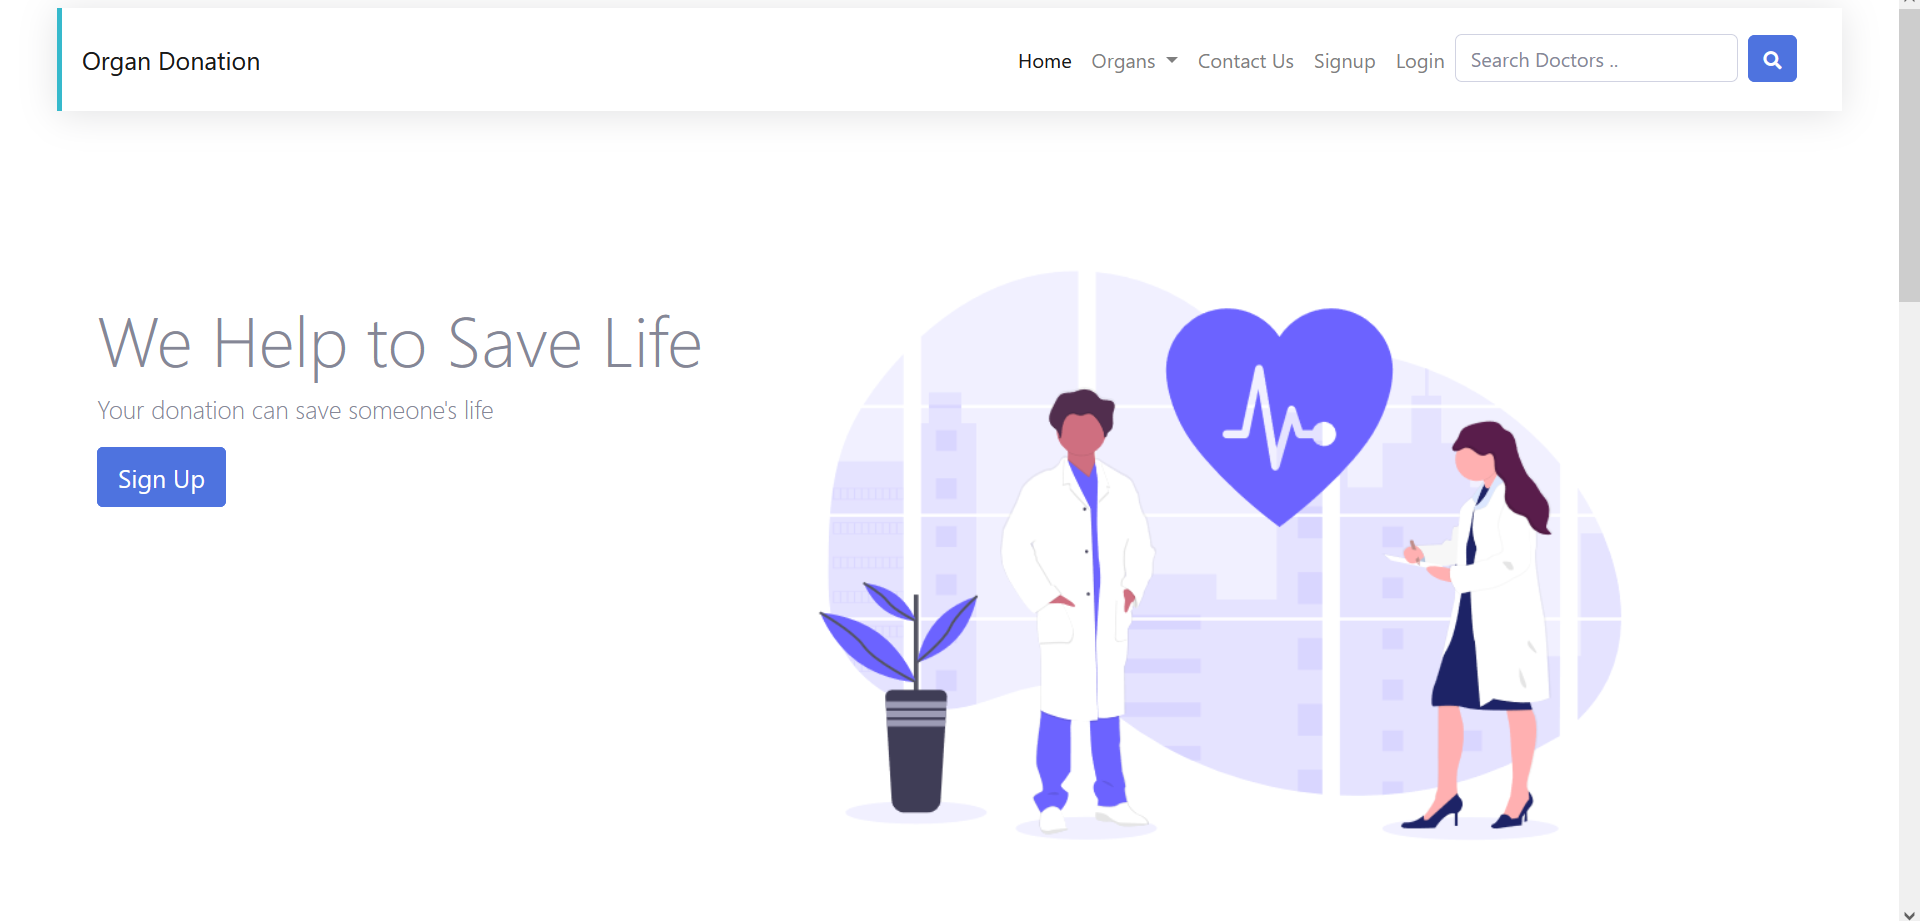 Organ Donation
Home Organs Contact Us Signup Login Search Doctors ..
We Help to Save Life
Your donation can save someone's life
Sign Up